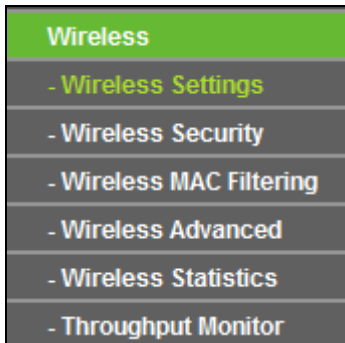 Wireless
- Wireless Settings
- Wireless Security
- Wireless MAC Filtering
- Wireless Advanced
- Wireless Statistics
- Throughput Monitor